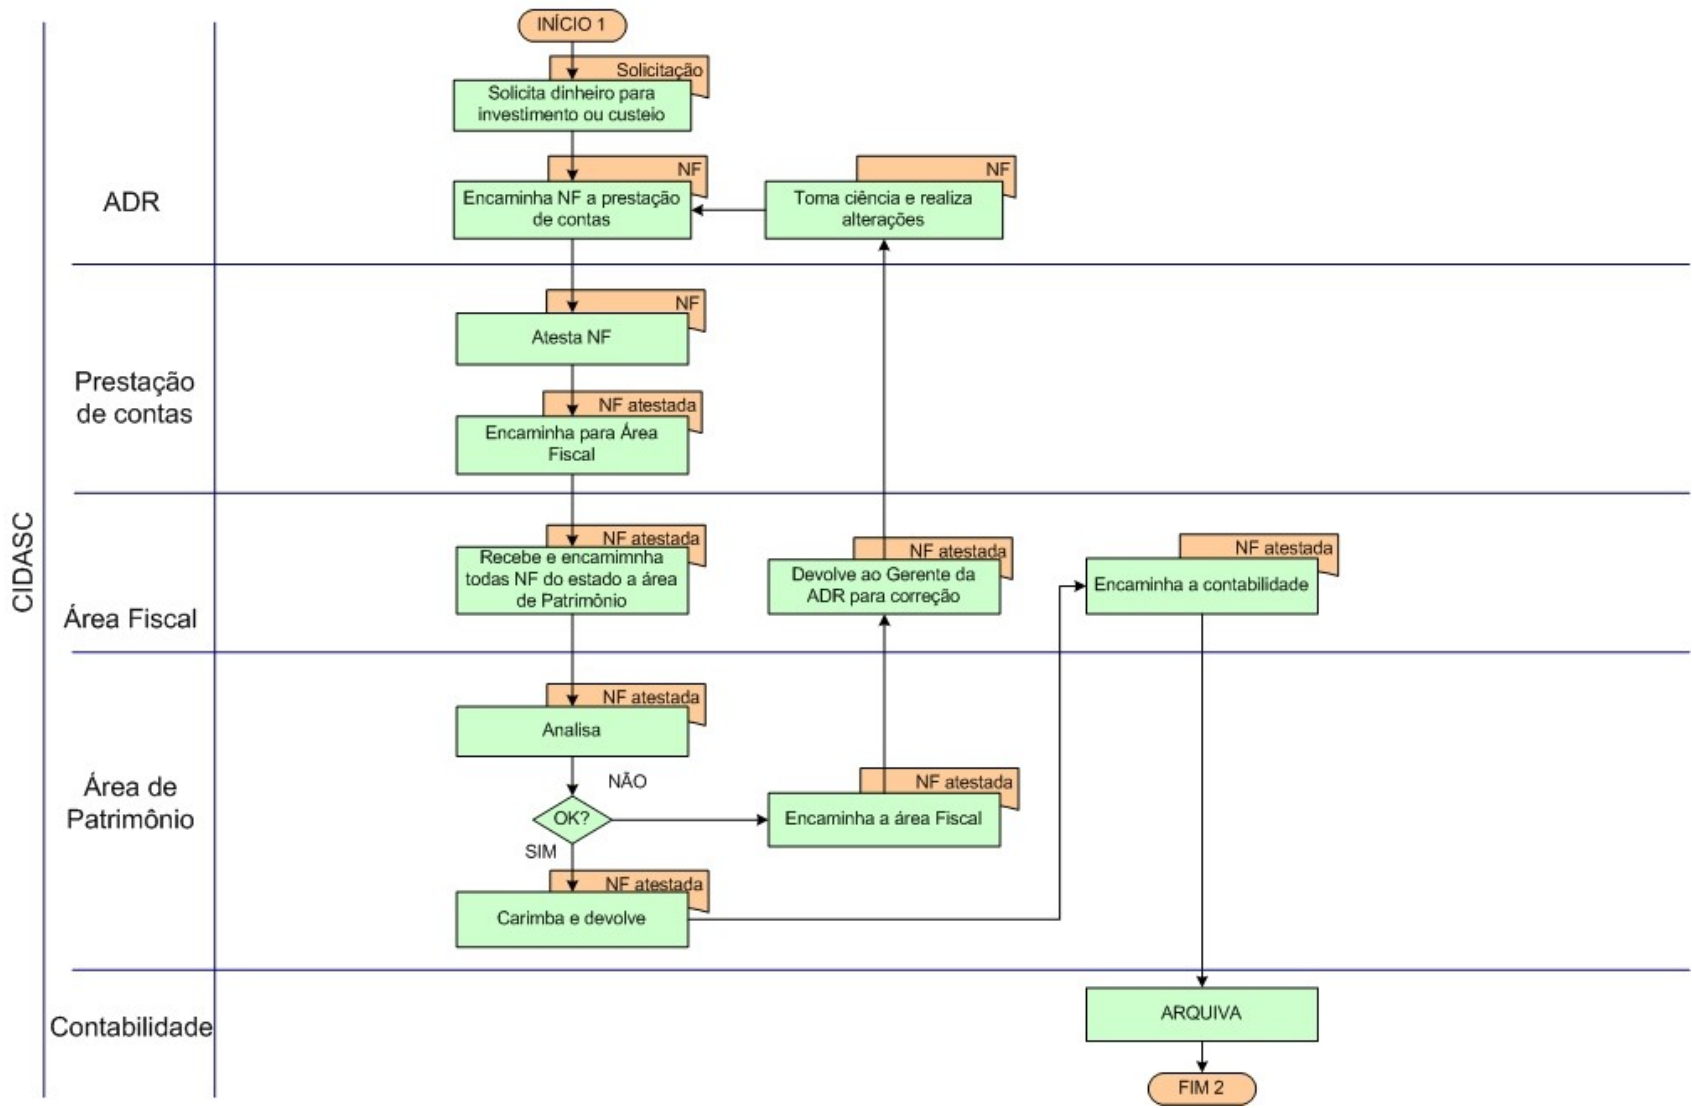 INÍCIO 1
Solicitação
Solicita dinheiro para
investimento ou custeio
NF
NF
ADR
Encaminha NF a prestação
de contas
Toma ciência e realiza
alterações
NF
Atesta NF
Prestação
de contas
NF atestada
Encaminha para Área
Fiscal
CIDASC
Área Fiscal
NF atestada
Recebe e encamimnha
todas NF do estado a área
de Patrimônio
NF atestada
Devolve ao Gerente da
ADR para correção
NF atestada
Encaminha a contabilidade
Área de
Patrimônio
NF atestada
Analisa
NÃO
OK?
SIM
NF atestada
Encaminha a área Fiscal
NF atestada
Carimba e devolve
Contabilidade
ARQUIVA
FIM 2